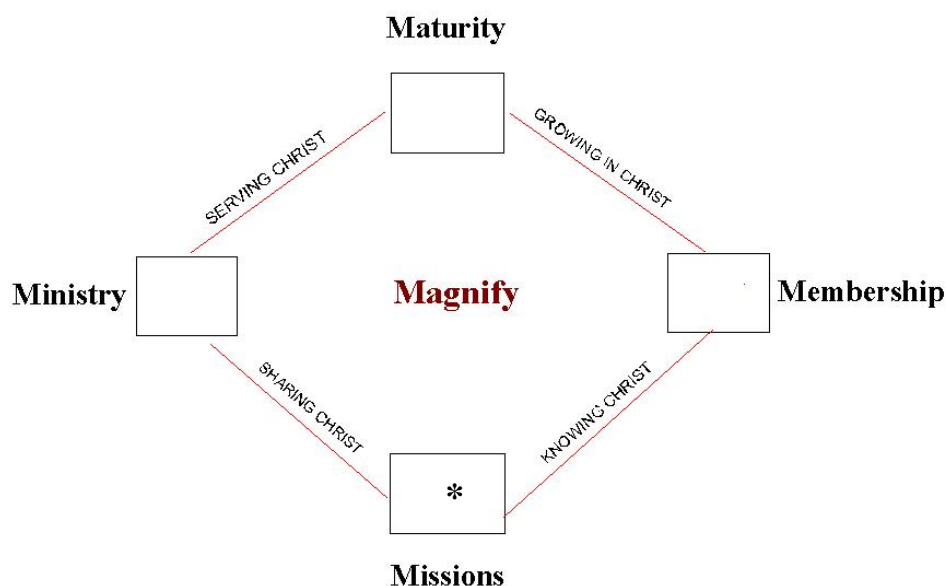 Maturity
SERVING CHRIST
GROWING IN CHRIST
Ministry
Magnify
Membership
SHARING CHRIST
KNOWING CHRIST
*
Missions